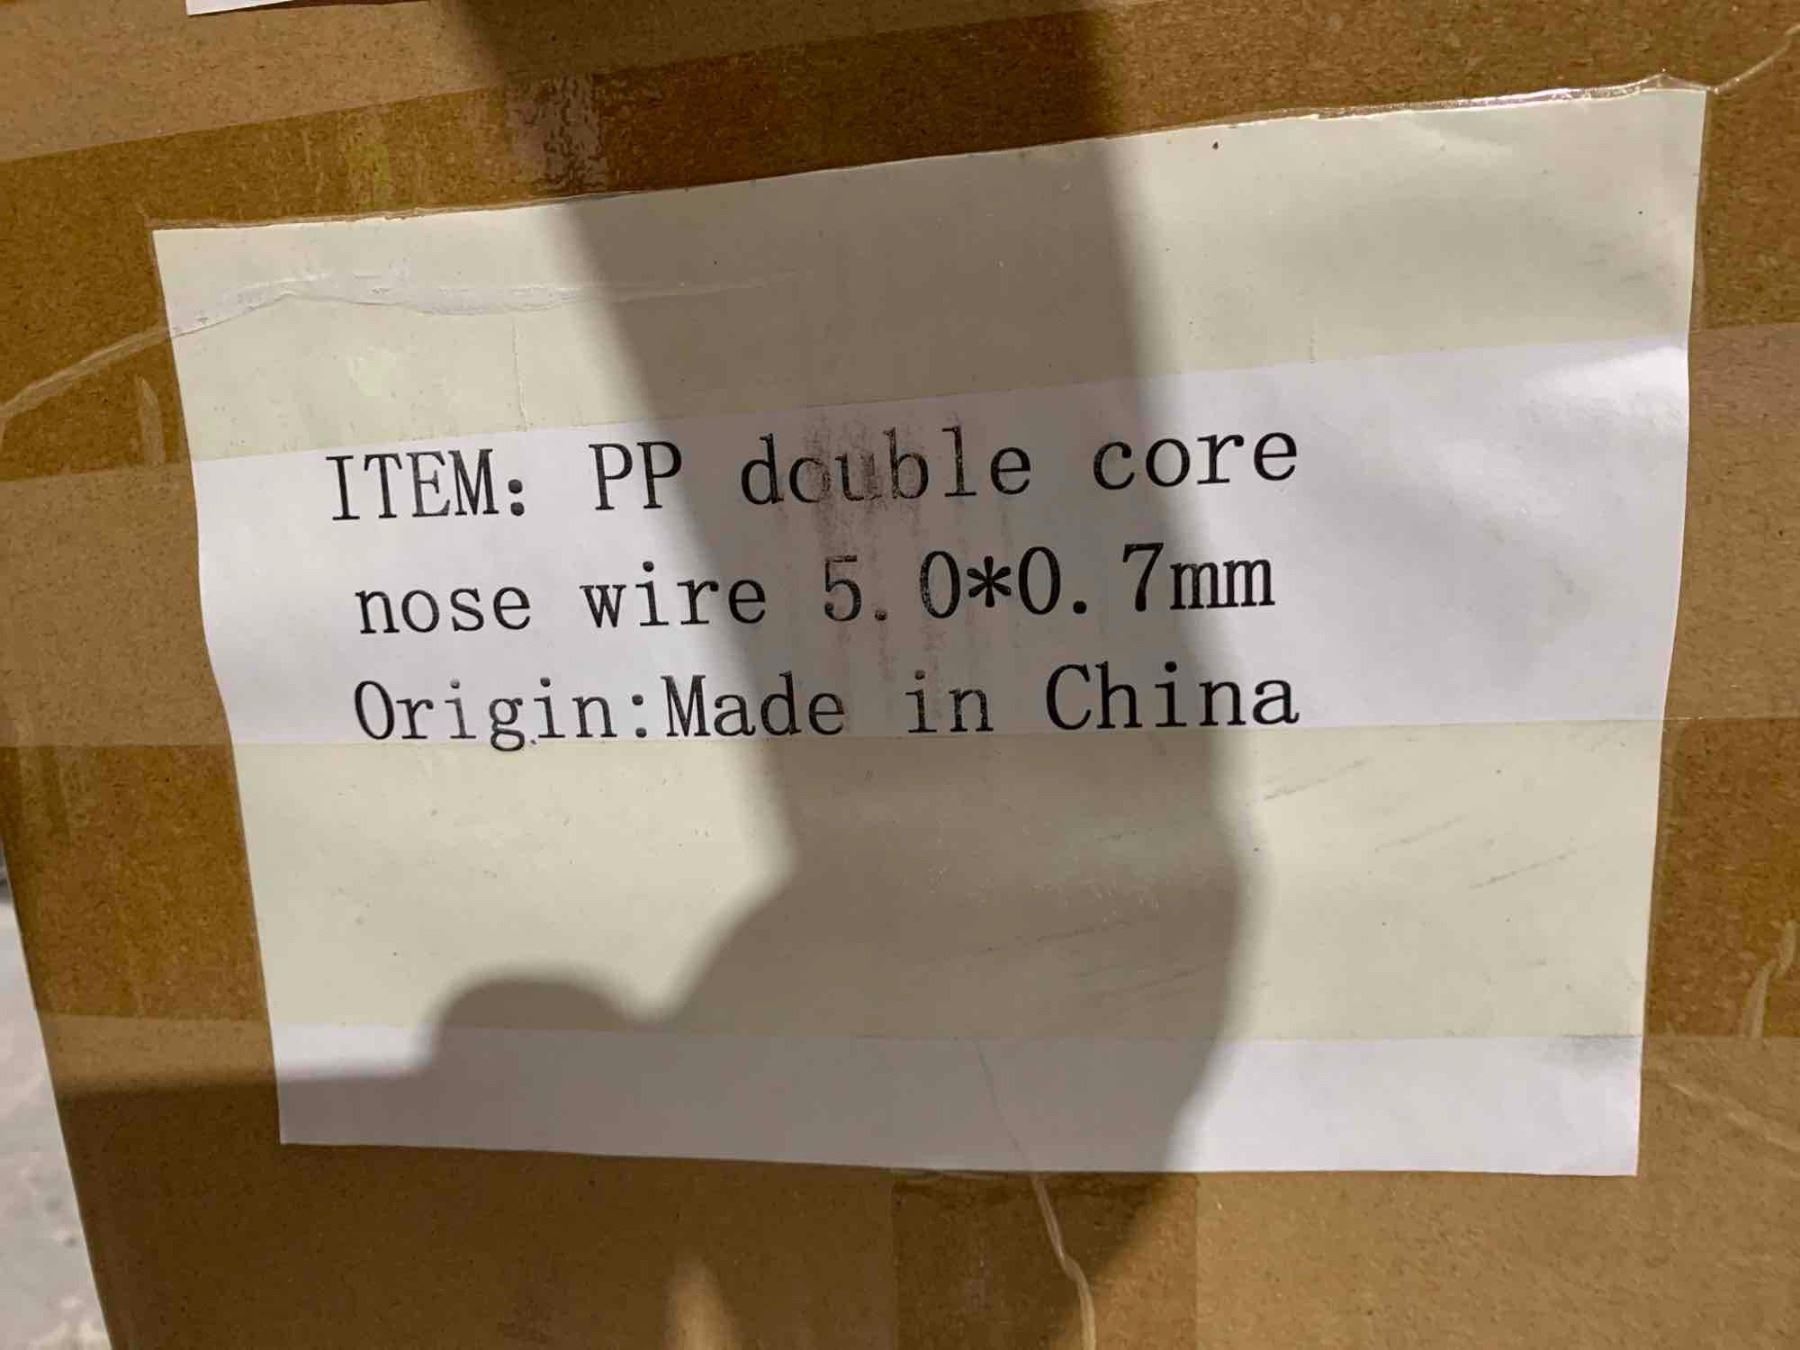 ITEM: PP double core
nose wire 5.0*0.7mm
Origin:Made in China